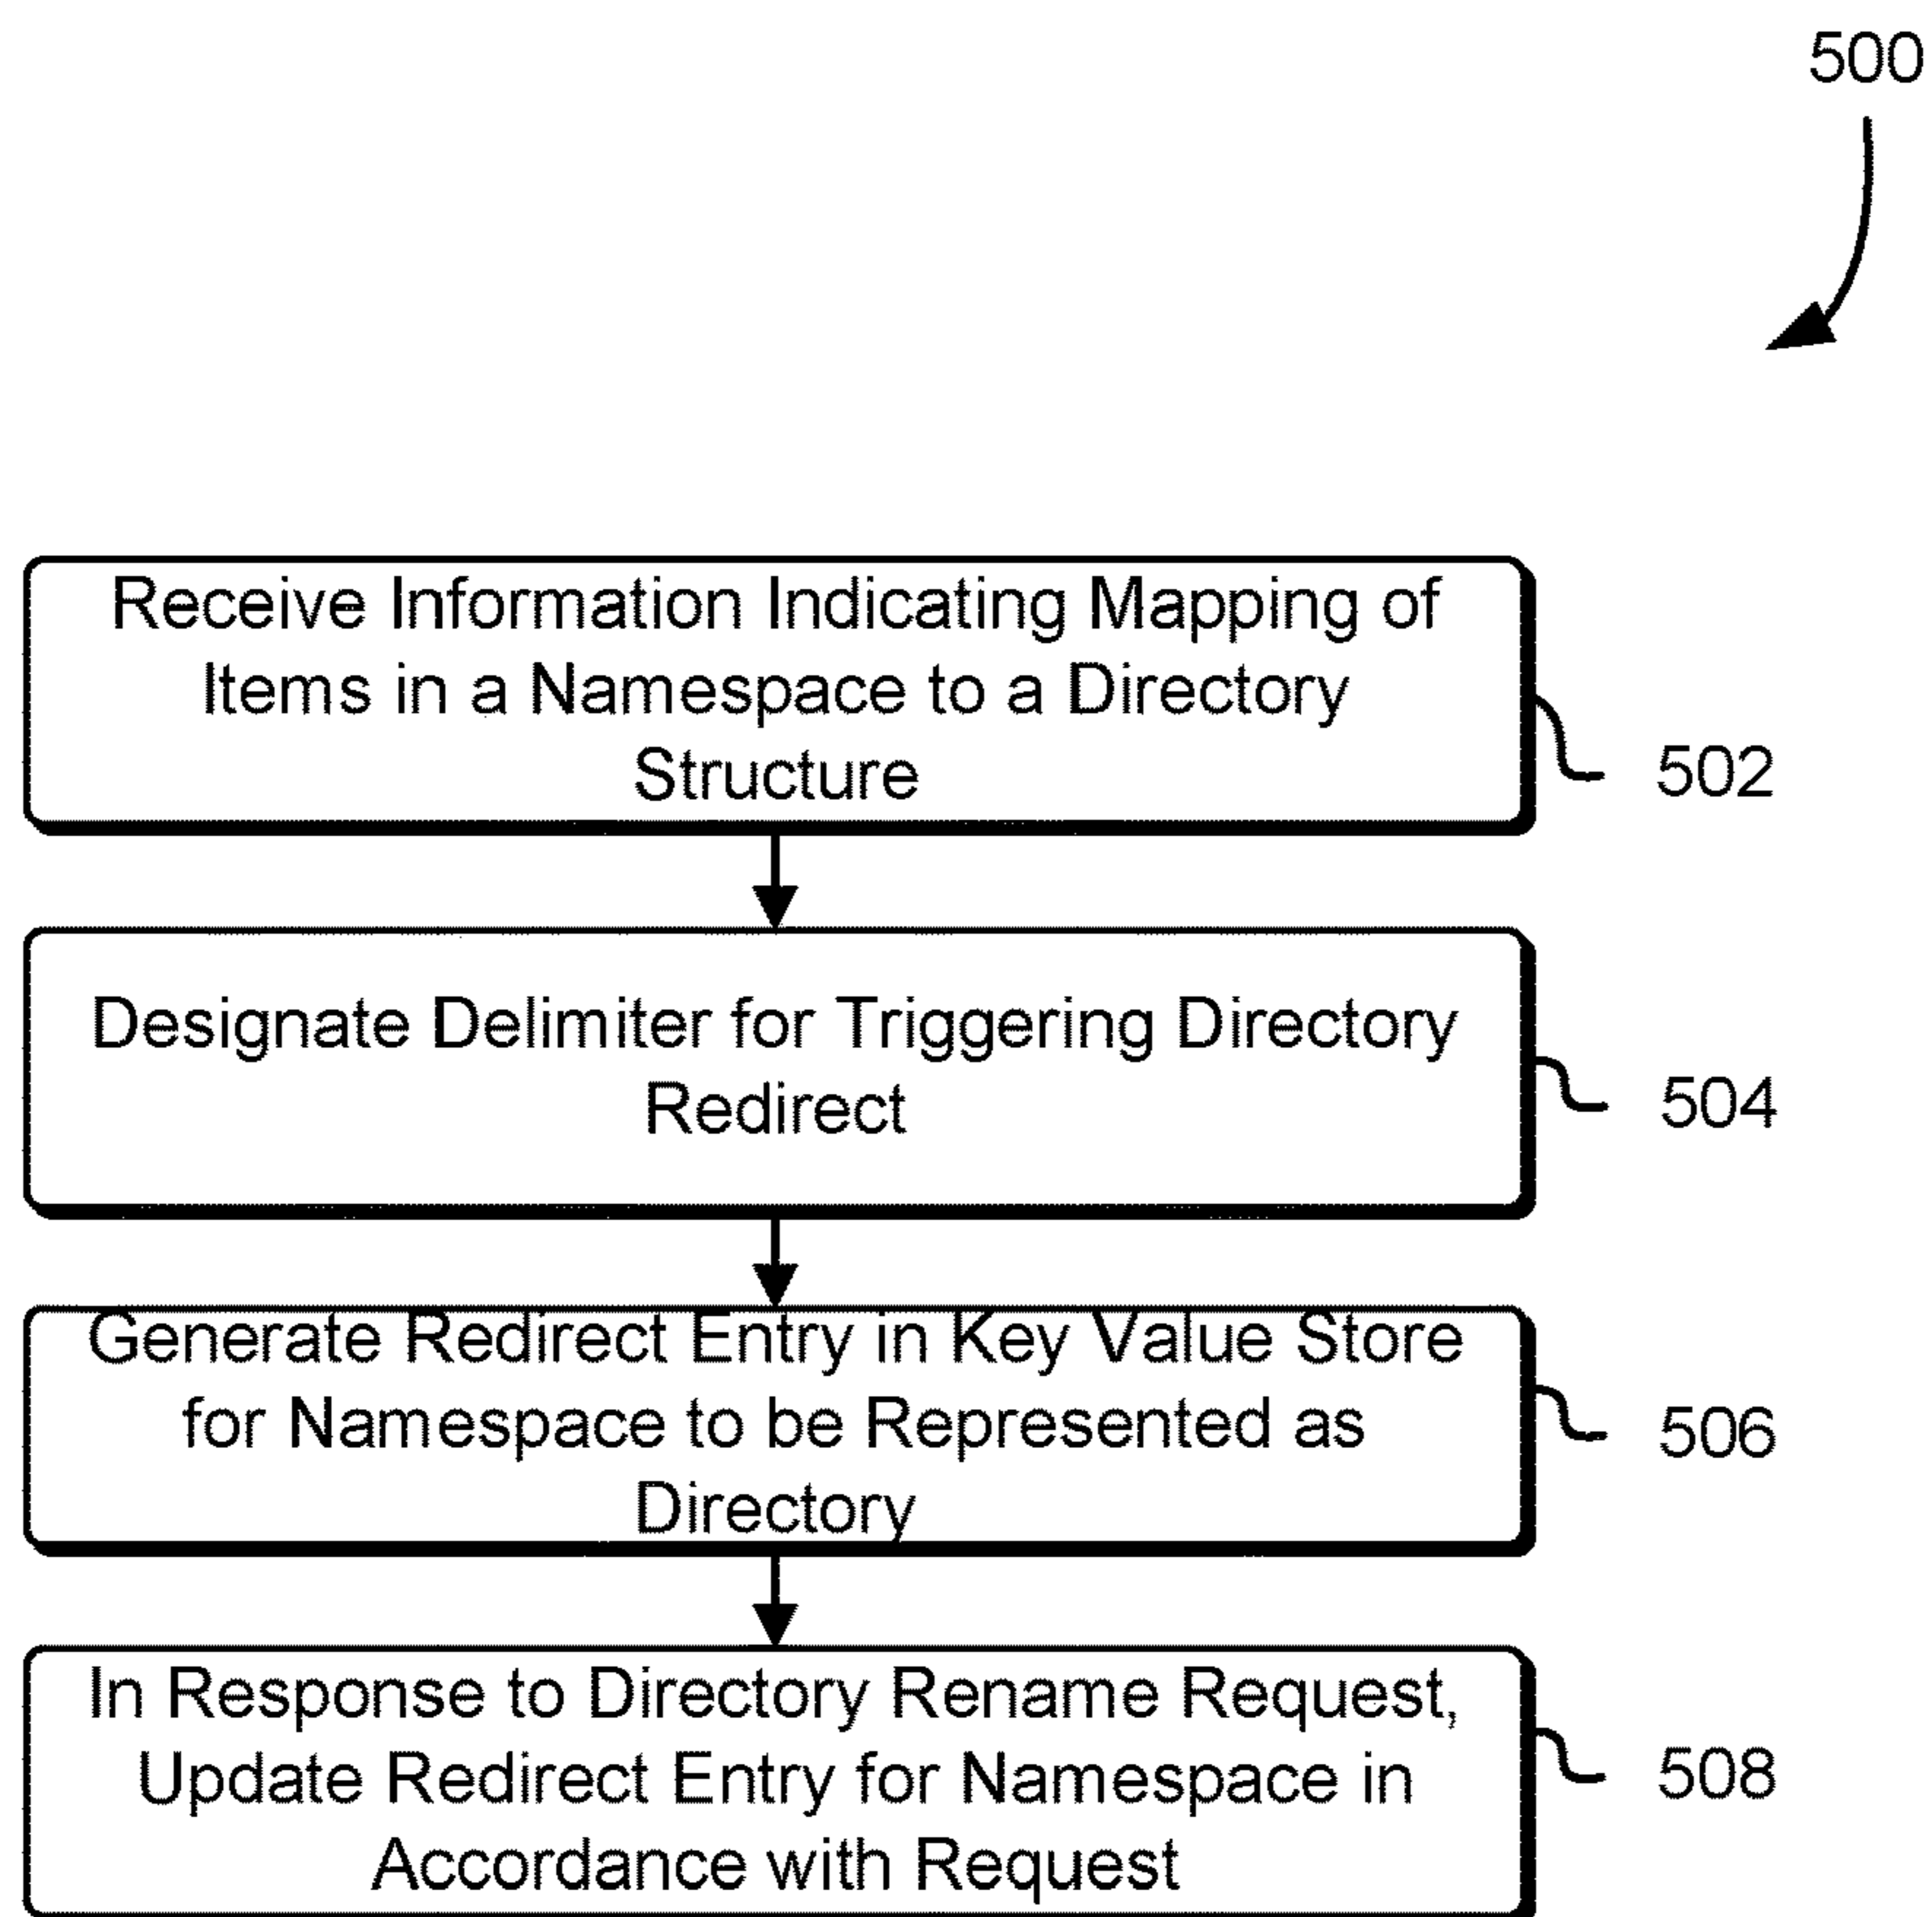 500
Receive Information Indicating Mapping of
Items in a Namespace to a Directory
Structure
502
Designate Delimiter for Triggering Directory
Redirect
504
Generate Redirect Entry in Key Value Store
for Namespace to be Represented as
Directory
506
In Response to Directory Rename Request,
Update Redirect Entry for Namespace in
Accordance with Request
508